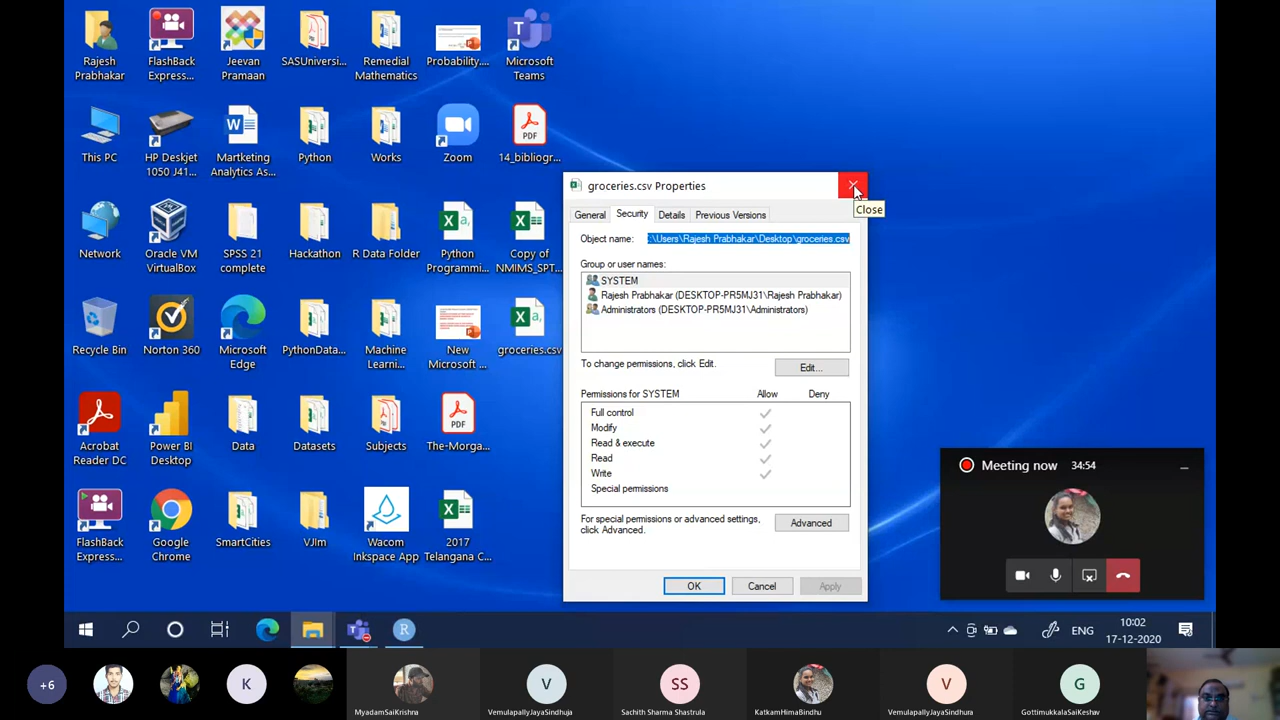 Rajesh Prabhakar
FlashBack Express...
Jeevan Pramaan
SASUniversi...
Remedial Mathematics
Probability....
Microsoft Teams
This PC
HP Deskjet 1050 J41...
Martketing Analytics As...
Python
Works
Zoom
PDF
14_bibliogr...
Network
Oracle VM VirtualBox
SPSS 21 complete
Hackathon
R Data Folder
Python Programmi...
Copy of NMIMS_SPT...
Recycle Bin
Norton 360
Microsoft Edge
PythonData...
Machine Learni...
New Microsoft ...
groceries.csv
Acrobat Reader DC
Power BI Desktop
Data
Datasets
Subjects
PDF
The-Morga...
FlashBack Express...
Google Chrome
SmartCities
VJIm
Wacom Inkspace App
2017 Telangana C...
groceries.csv Properties
Close
General Security Details Previous Versions
Object name: :\Users\Rajesh Prabhakar\Desktop\groceries.csv
Group or user names:
SYSTEM
Rajesh Prabhakar (DESKTOP-PR5MJ31\Rajesh Prabhakar)
Administrators (DESKTOP-PR5MJ31\Administrators)
To change permissions, click Edit.
Edit...
Permissions for SYSTEM Allow Deny
Full control
Modify
Read & execute
Read
Write
Special permissions
For special permissions or advanced settings,
click Advanced.
Advanced
OK Cancel Apply
Meeting now 34:54
ENG
10:02
17-12-2020
+6
K
V
SS
V
G
MyadamSaiKrishna
VemulapallyJayaSindhuja
Sachith Sharma Shastrula
KatkamHimaBindhu
VemulapallyJayaSindhura
GottimukkalaSaiKeshav